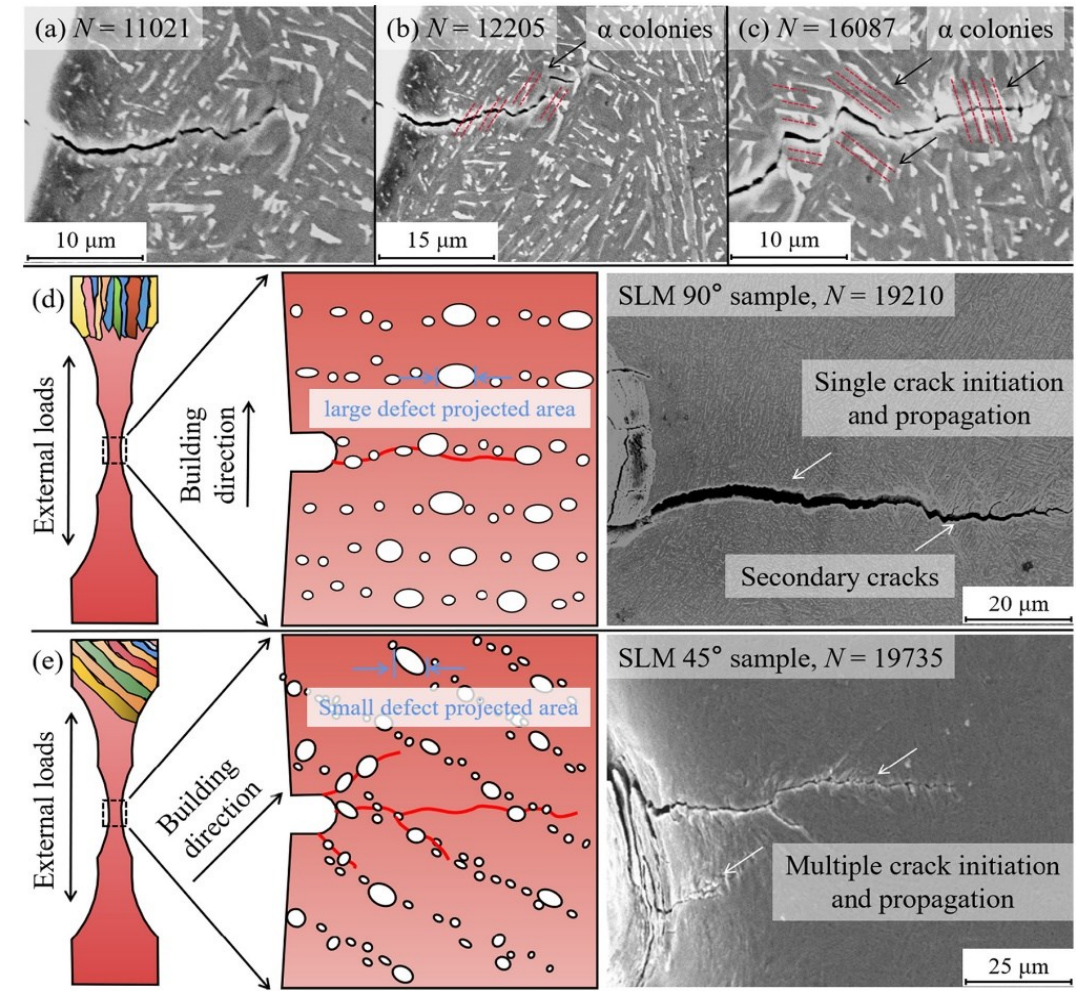 (a) N = 11021
10 μm
(b) N = 12205
α colonies
15 μm
(c) N = 16087
α colonies
10 μm
(d)
External loads
Building
direction
large defect projected area
SLM 90° sample, N = 19210
Single crack initiation
and propagation
Secondary cracks
20 μm
(e)
External loads
Building
direction
Small defect projected area
SLM 45° sample, N = 19735
Multiple crack initiation
and propagation
25 μm